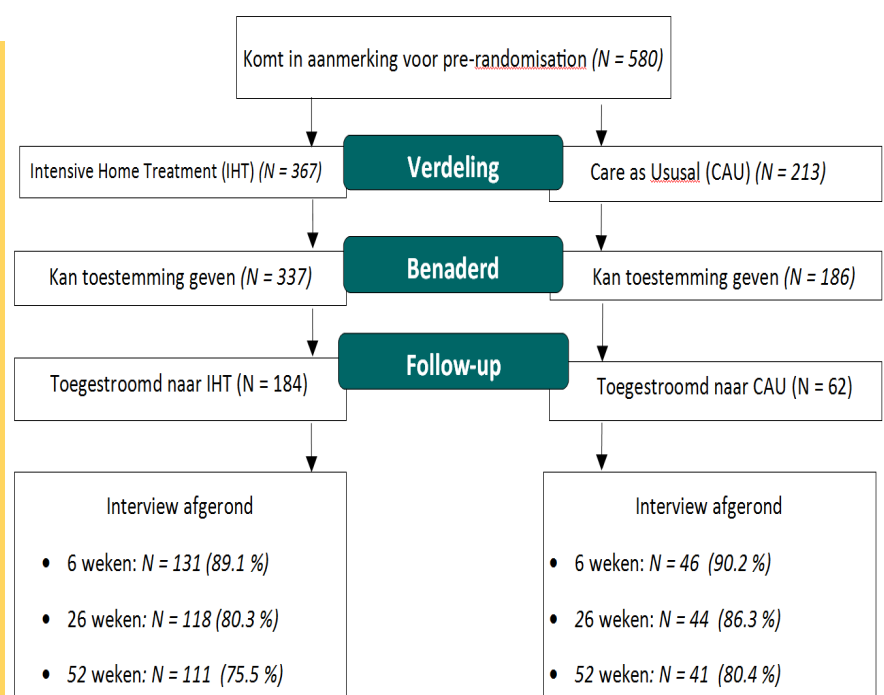 Komt in aanmerking voor pre-randomisation (N = 580)
Intensive Home Treatment (IHT) (N = 367)
Verdeling
Care as Ususal (CAU) (N = 213)
Kan toestemming geven (N = 337)
Benaderd
Kan toestemming geven (N = 186)
Follow-up
Toegestroomd naar IHT (N = 184)
Toegestroomd naar CAU (N = 62)
Interview afgerond
• 6 weken: N = 131 (89.1 %)
• 26 weken: N = 118 (80.3 %)
• 52 weken: N = 111 (75.5 %)
Interview afgerond
• 6 weken: N = 46 (90.2 %)
• 26 weken: N = 44 (86.3 %)
• 52 weken: N = 41 (80.4 %)